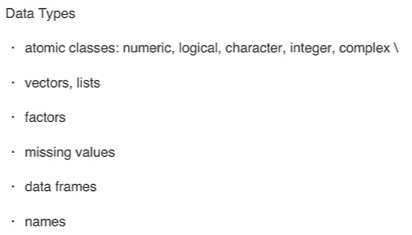 Data Types
· atomic classes: numeric, logical, character, integer, complex \
· vectors, lists
· factors
· missing values
· data frames
· names